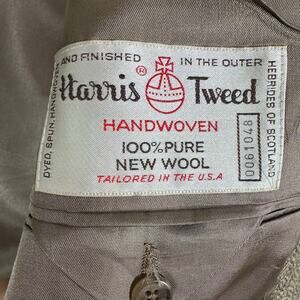 DYED, SPUN, HANDWOVEN
AND FINISHED IN THE OUTER
HEBRIDES OF SCOTLAND
Harris® Tweed
HANDWOVEN
100% PURE
NEW WOOL
TAILORED IN THE U.S.A
0061048